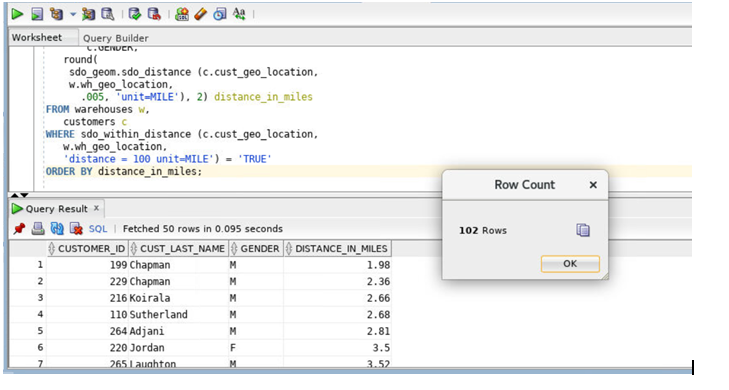 Worksheet Query Builder
c.GENDER,
round(
sdo_geom.sdo_distance (c.cust_geo_location,
w.wh_geo_location,
.005, 'unit=MILE'), 2) distance_in_miles
FROM warehouses w,
customers c
WHERE sdo_within_distance (c.cust_geo_location,
w.wh_geo_location,
'distance = 100 unit=MILE') = 'TRUE'
ORDER BY distance_in_miles;
Row Count
102 Rows
OK
Query Result
SQL | Fetched 50 rows in 0.095 seconds
CUSTOMER_ID CUST_LAST_NAME GENDER DISTANCE_IN_MILES
1 199 Chapman M 1.98
2 229 Chapman M 2.36
3 216 Koirala M 2.66
4 110 Sutherland M 2.68
5 264 Adjani M 2.81
6 220 Jordan F 3.5
7 265 Laughton M 3.52